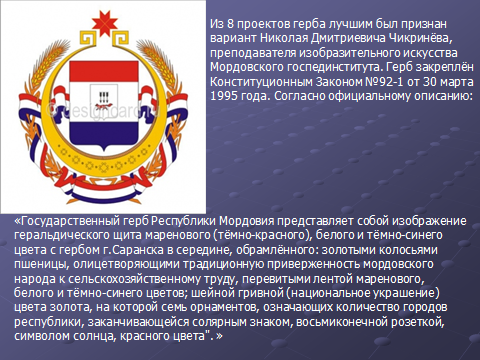 Из 8 проектов герба лучшим был признан
вариант Николая Дмитриевича Чикринёва,
преподавателя изобразительного искусства
Мордовского госпединститута. Герб закреплён
Конституционным Законом №92-1 от 30 марта
1995 года. Согласно официальному описанию:
«Государственный герб Республики Мордовия представляет собой изображение
геральдического щита маренового (тёмно-красного), белого и тёмно-синего
цвета с гербом г.Саранска в середине, обрамлённого: золотыми колосьями
пшеницы, олицетворяющими традиционную приверженность мордовского
народа к сельскохозяйственному труду, перевитыми лентой маренового,
белого и тёмно-синего цветов; шейной гривной (национальное украшение)
цвета золота, на которой семь орнаментов, означающих количество городов
республики, заканчивающейся солярным знаком, восьмиконечной розеткой,
символом солнца, красного цвета". »